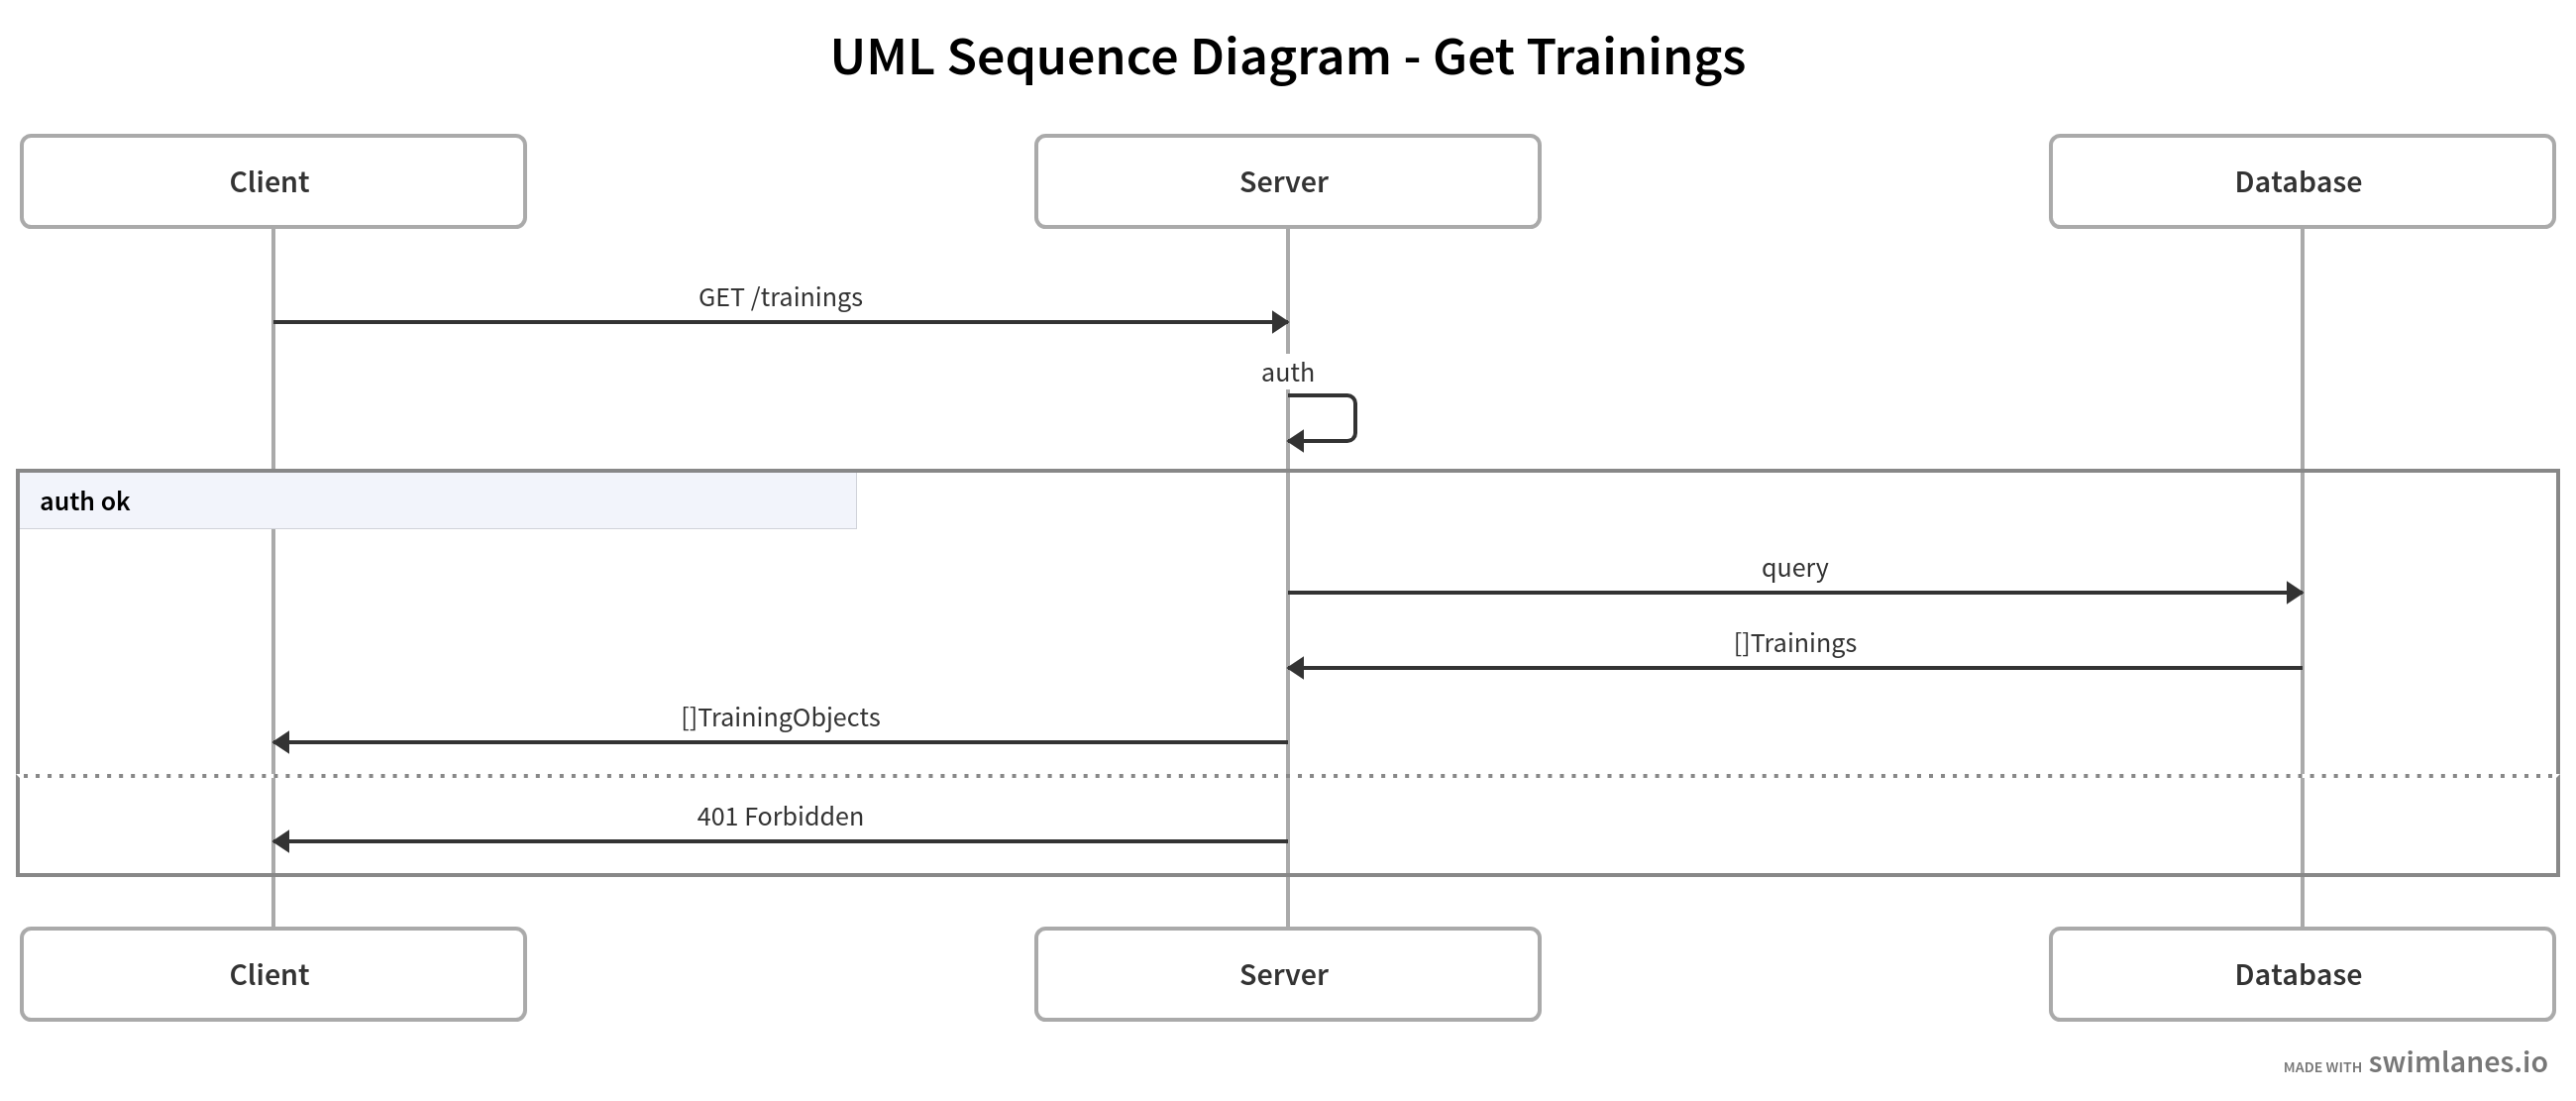 UML Sequence Diagram - Get Trainings
Client
Server
Database
GET /trainings
auth
auth ok
query
[]Trainings
[]TrainingObjects
401 Forbidden
Client
Server
Database
MADE WITH swimlanes.io